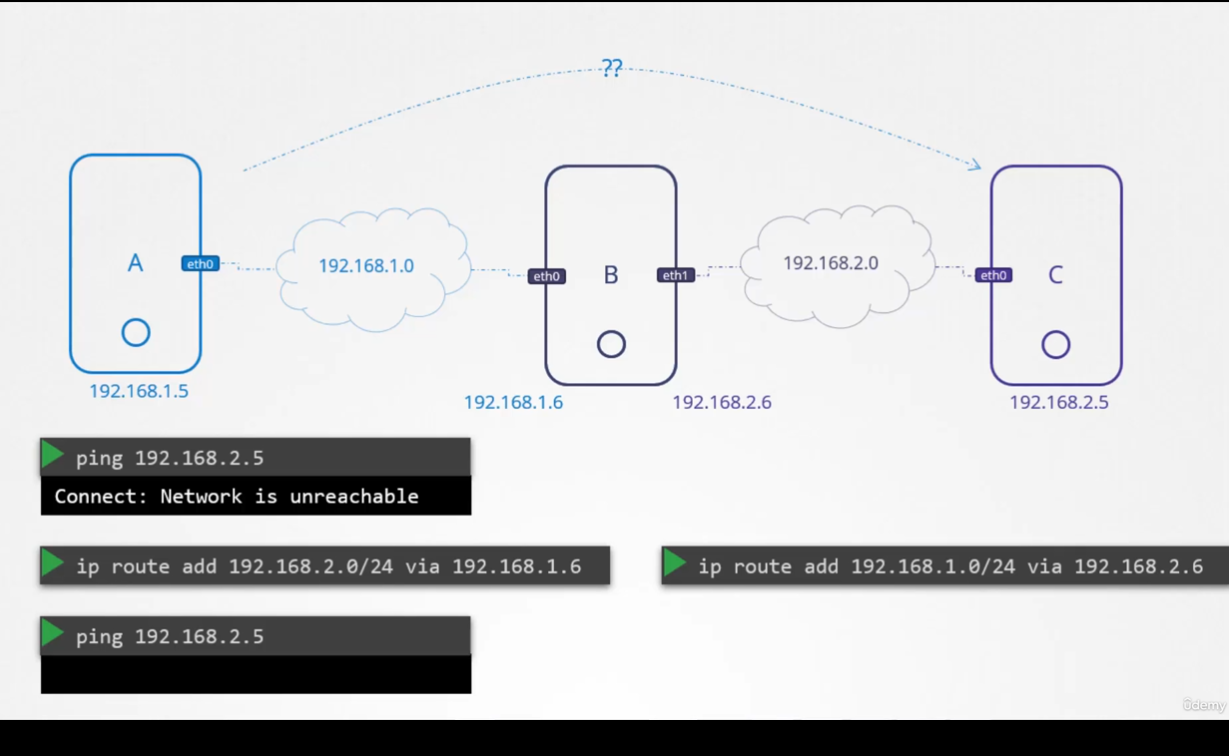 ??
A
eth0
192.168.1.0
eth0
B
eth1
192.168.2.0
eth0
C
192.168.1.5
192.168.1.6
192.168.2.6
192.168.2.5
ping 192.168.2.5
Connect: Network is unreachable
ip route add 192.168.2.0/24 via 192.168.1.6
ip route add 192.168.1.0/24 via 192.168.2.6
ping 192.168.2.5
ûdemy